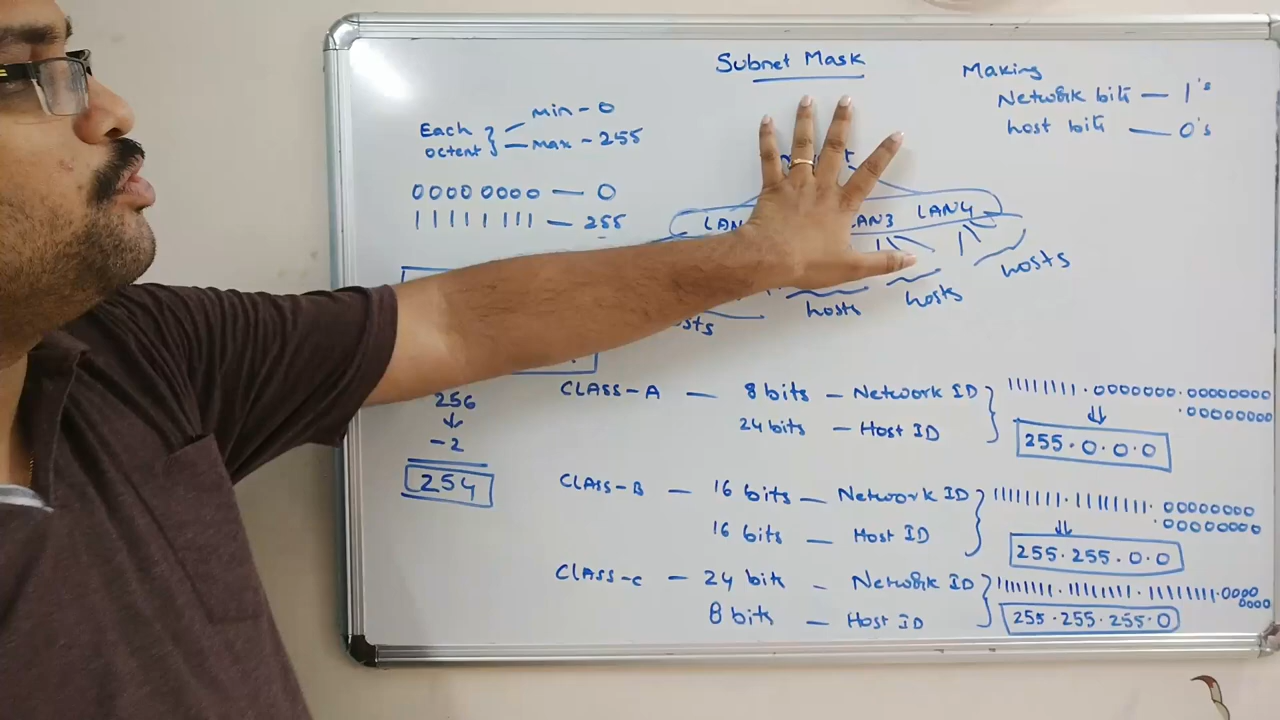 Subnet Mask
Making
Network bits — 1's
host bits — 0's
Each octent } min - 0
max - 255
00000000 — 0
11111111 — 255
LAN3 LAN4
hosts
hosts
hosts
256
↓
-2
254
CLASS-A — 8 bits — Network ID
24 bits — Host ID
11111111.0000000.00000000
.00000000
⇓
255.0.0.0
CLASS-B — 16 bits — Network ID
16 bits — Host ID
11111111.11111111.00000000
.00000000
⇓
255.255.0.0
CLASS-C — 24 bits — Network ID
8 bits — Host ID
11111111.11111111.11111111.0000
0000
255.255.255.0